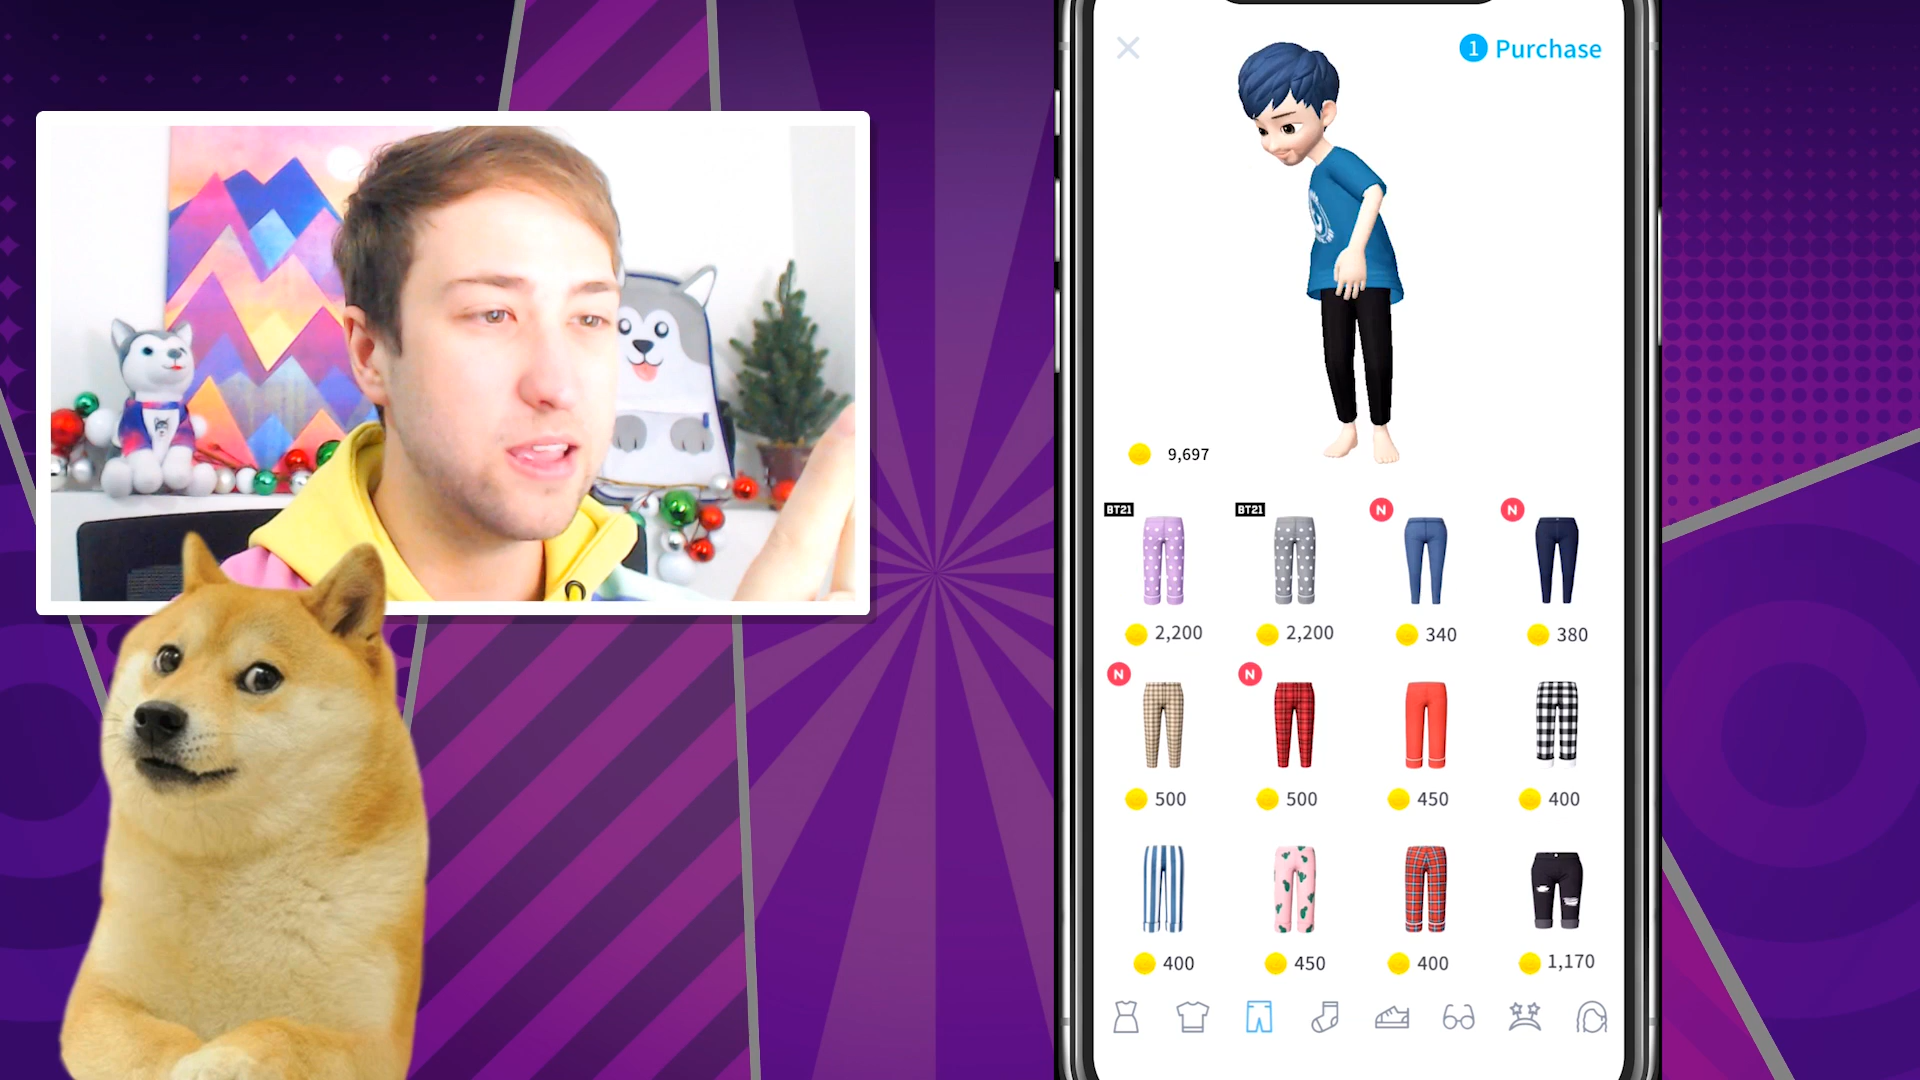 1 Purchase
9,697
BT21 BT21 N N
2,200 2,200 340 380
N N
500 500 450 400
400 450 400 1,170